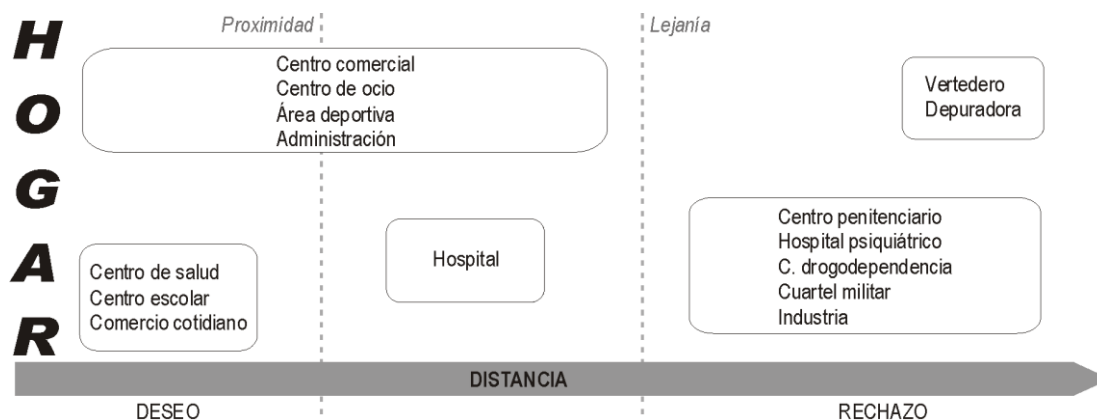 HOGAR
Proximidad
Lejanía
Centro comercial
Centro de ocio
Área deportiva
Administración
Vertedero
Depuradora
Centro de salud
Centro escolar
Comercio cotidiano
Hospital
Centro penitenciario
Hospital psiquiátrico
C. drogodependencia
Cuartel militar
Industria
DISTANCIA
DESEO
RECHAZO